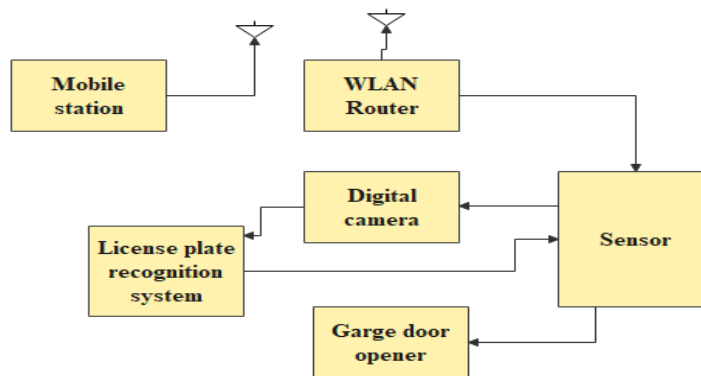 Mobile
station
WLAN
Router
Digital
camera
Sensor
License plate
recognition
system
Garge door
opener